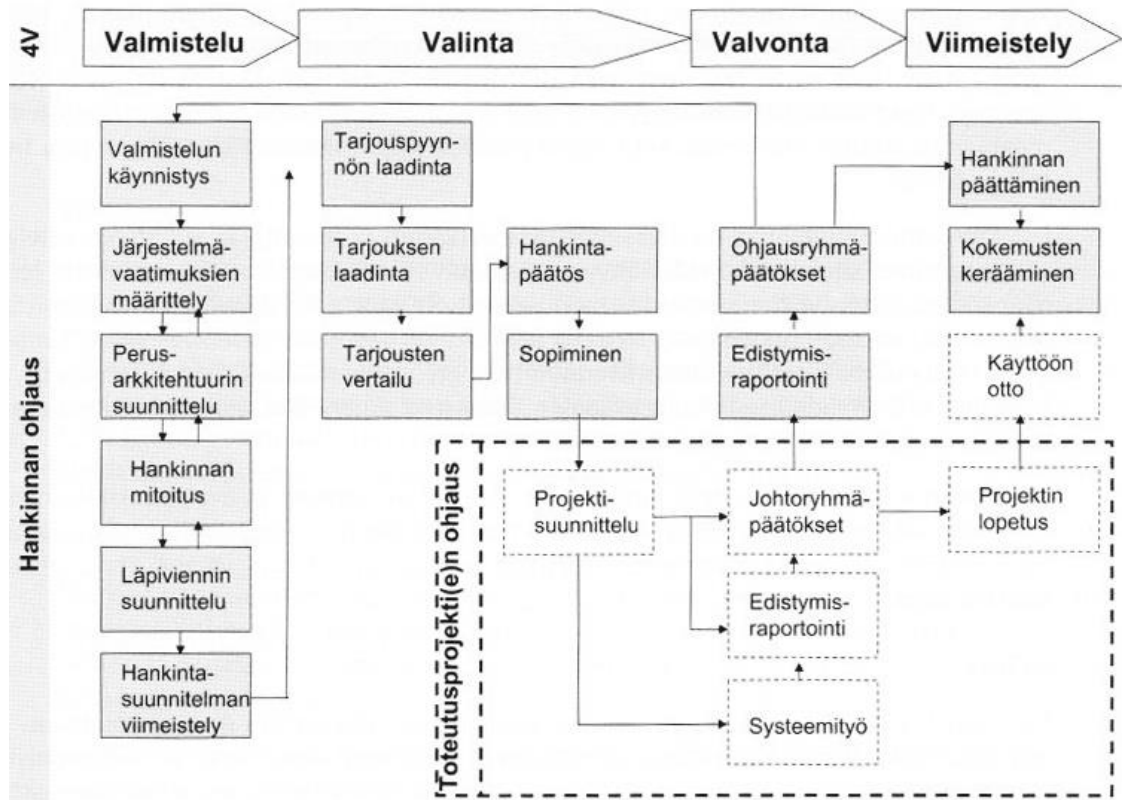 4V
Valmistelu
Valinta
Valvonta
Viimeistely
Hankinnan ohjaus
Valmistelun
käynnistys
Järjestelmä-
vaatimuksien
määrittely
Perus-
arkkitehtuurin
suunnittelu
Hankinnan
mitoitus
Läpiviennin
suunnittelu
Hankinta-
suunnitelman
viimeistely
Tarjouspyyn-
nön laadinta
Tarjouksen
laadinta
Tarjousten
vertailu
Hankinta-
päätös
Sopiminen
Ohjausryhmä-
päätökset
Edistymis-
raportointi
Hankinnan
päättäminen
Kokemusten
kerääminen
Käyttöön
otto
Toteutusprojekti(e)n ohjaus
Projekti-
suunnittelu
Johtoryhmä-
päätökset
Edistymis-
raportointi
Systeemityö
Projektin
lopetus